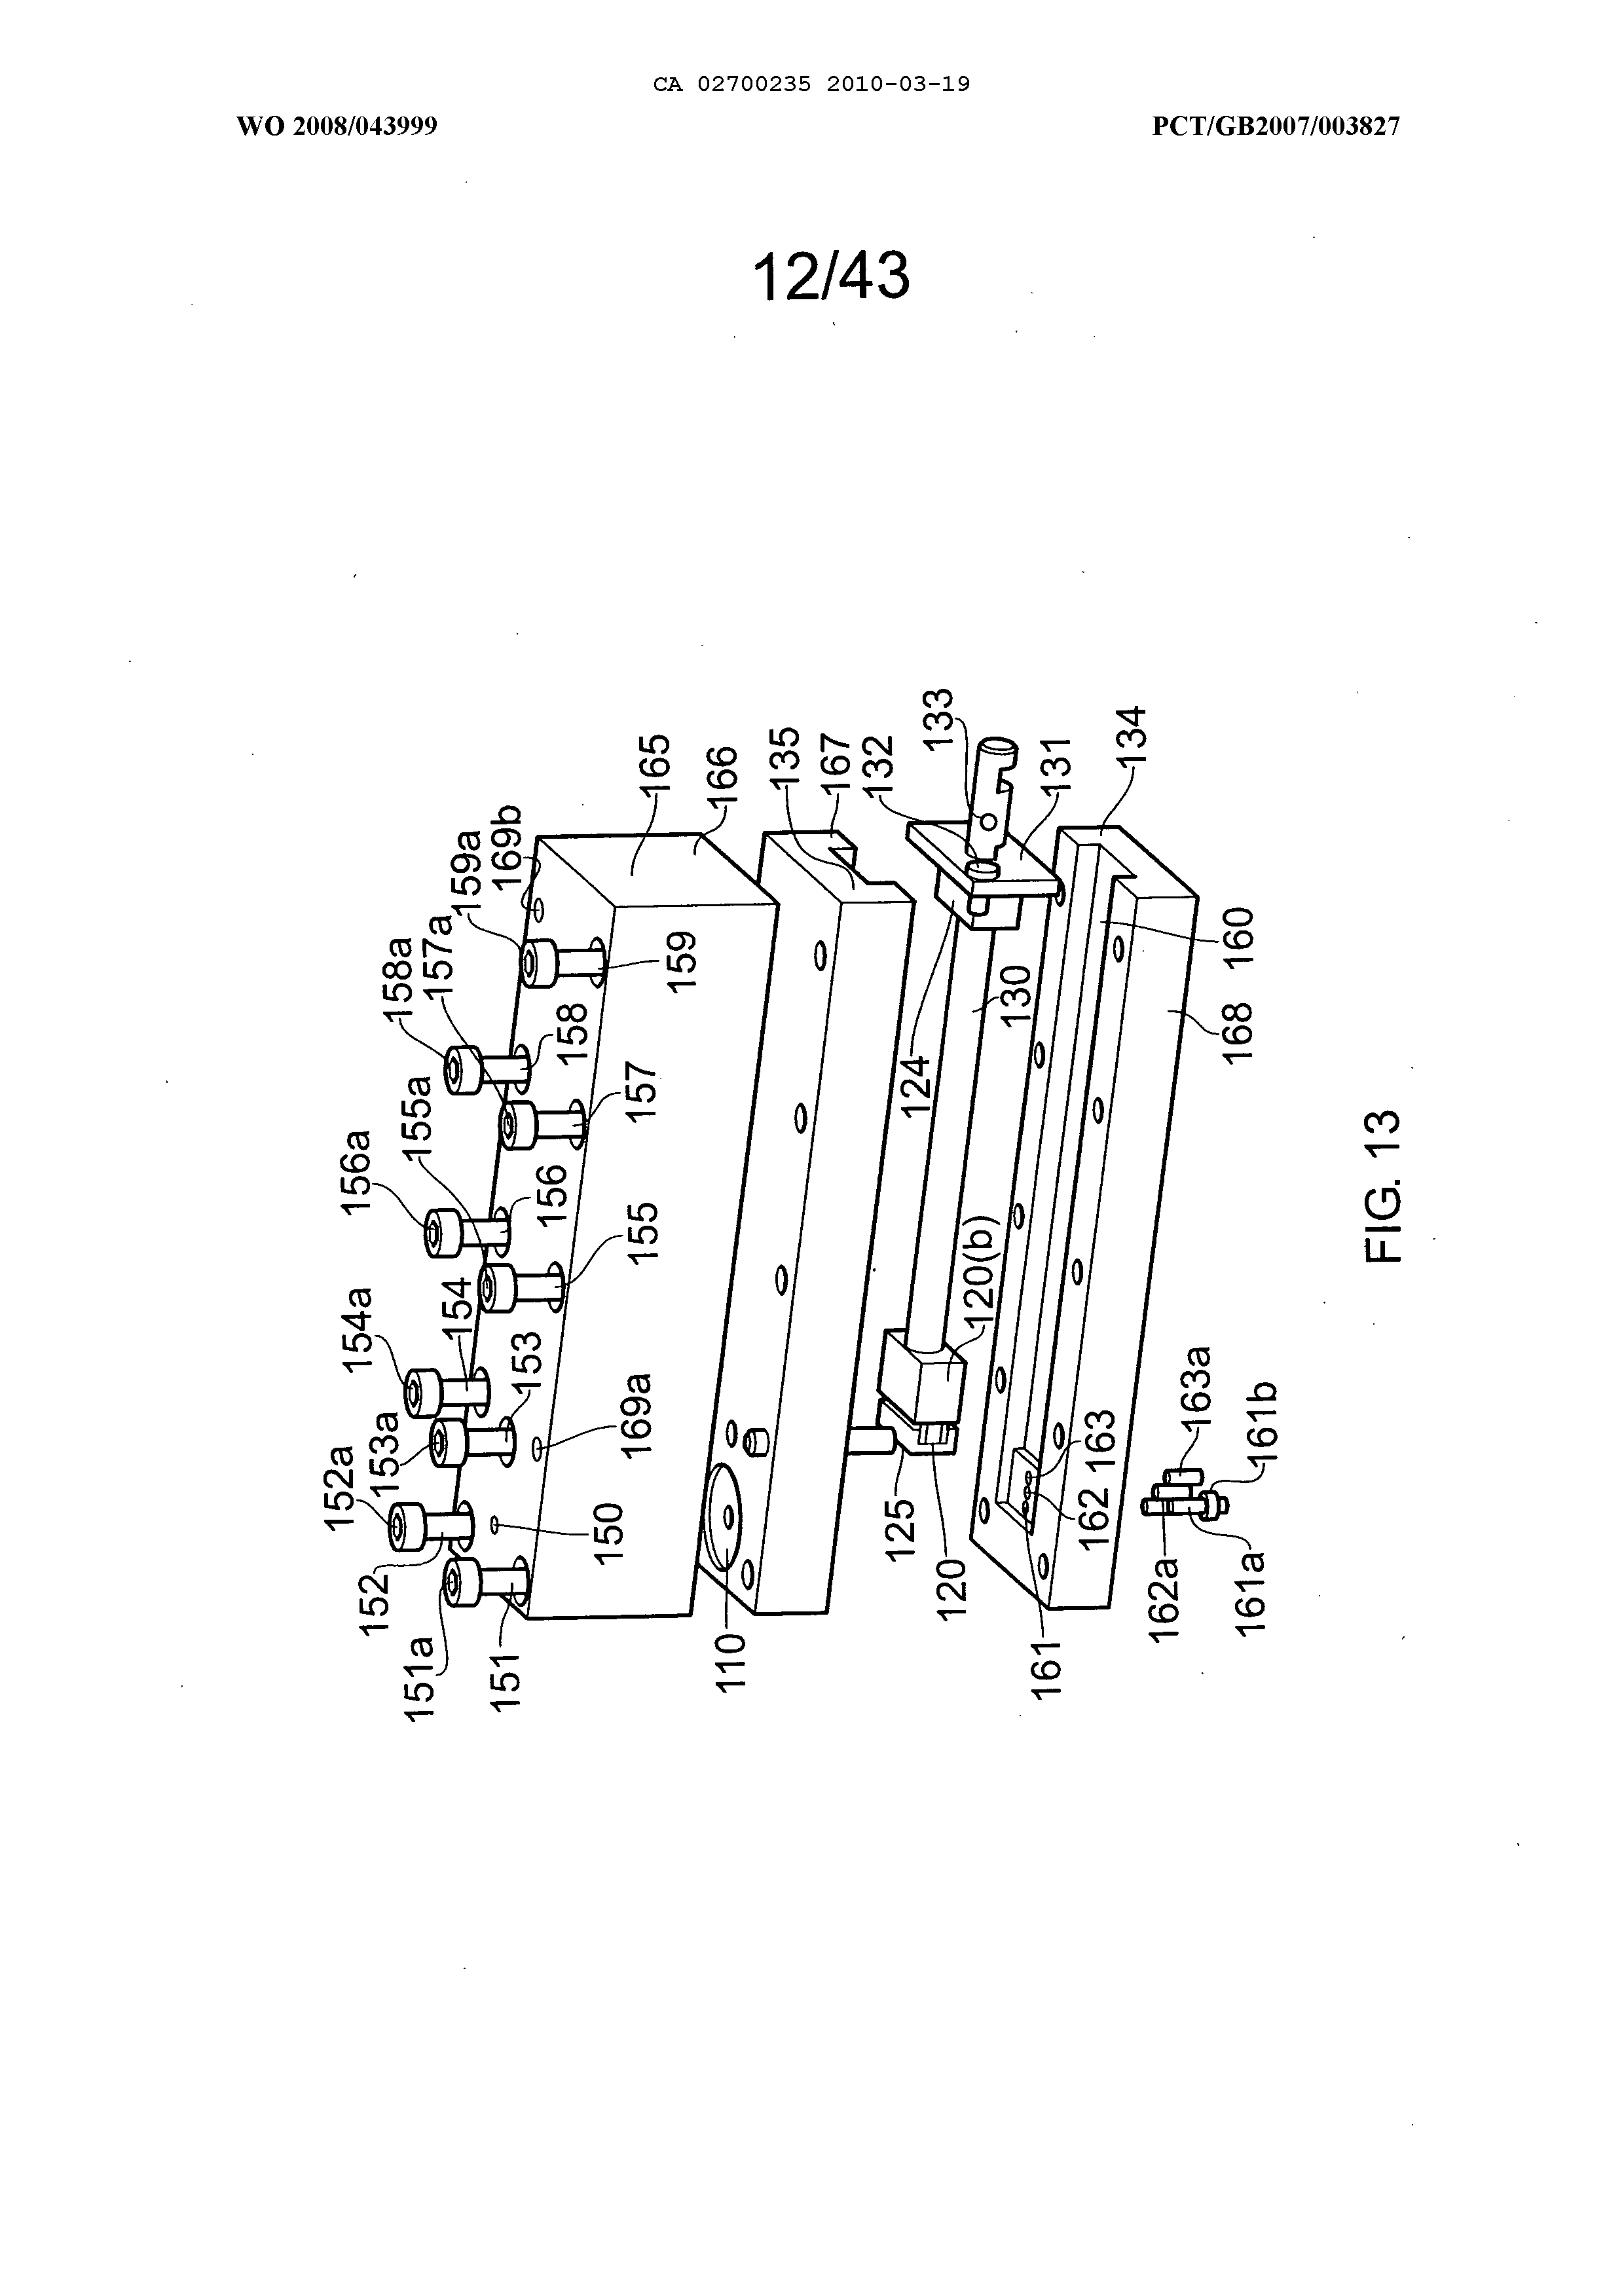 CA 02700235 2010-03-19
WO 2008/043999
PCT/GB2007/003827
12/43
151a
152
152a
153a
154a
154
156a
155a
158a
157a
159a
169b
151
150
153
169a
156
155
158
157
159
165
166
110
135
167
132
133
131
134
125
120
120(b)
124
130
161
162
163
160
168
162a
161a
163a
161b
FIG. 13